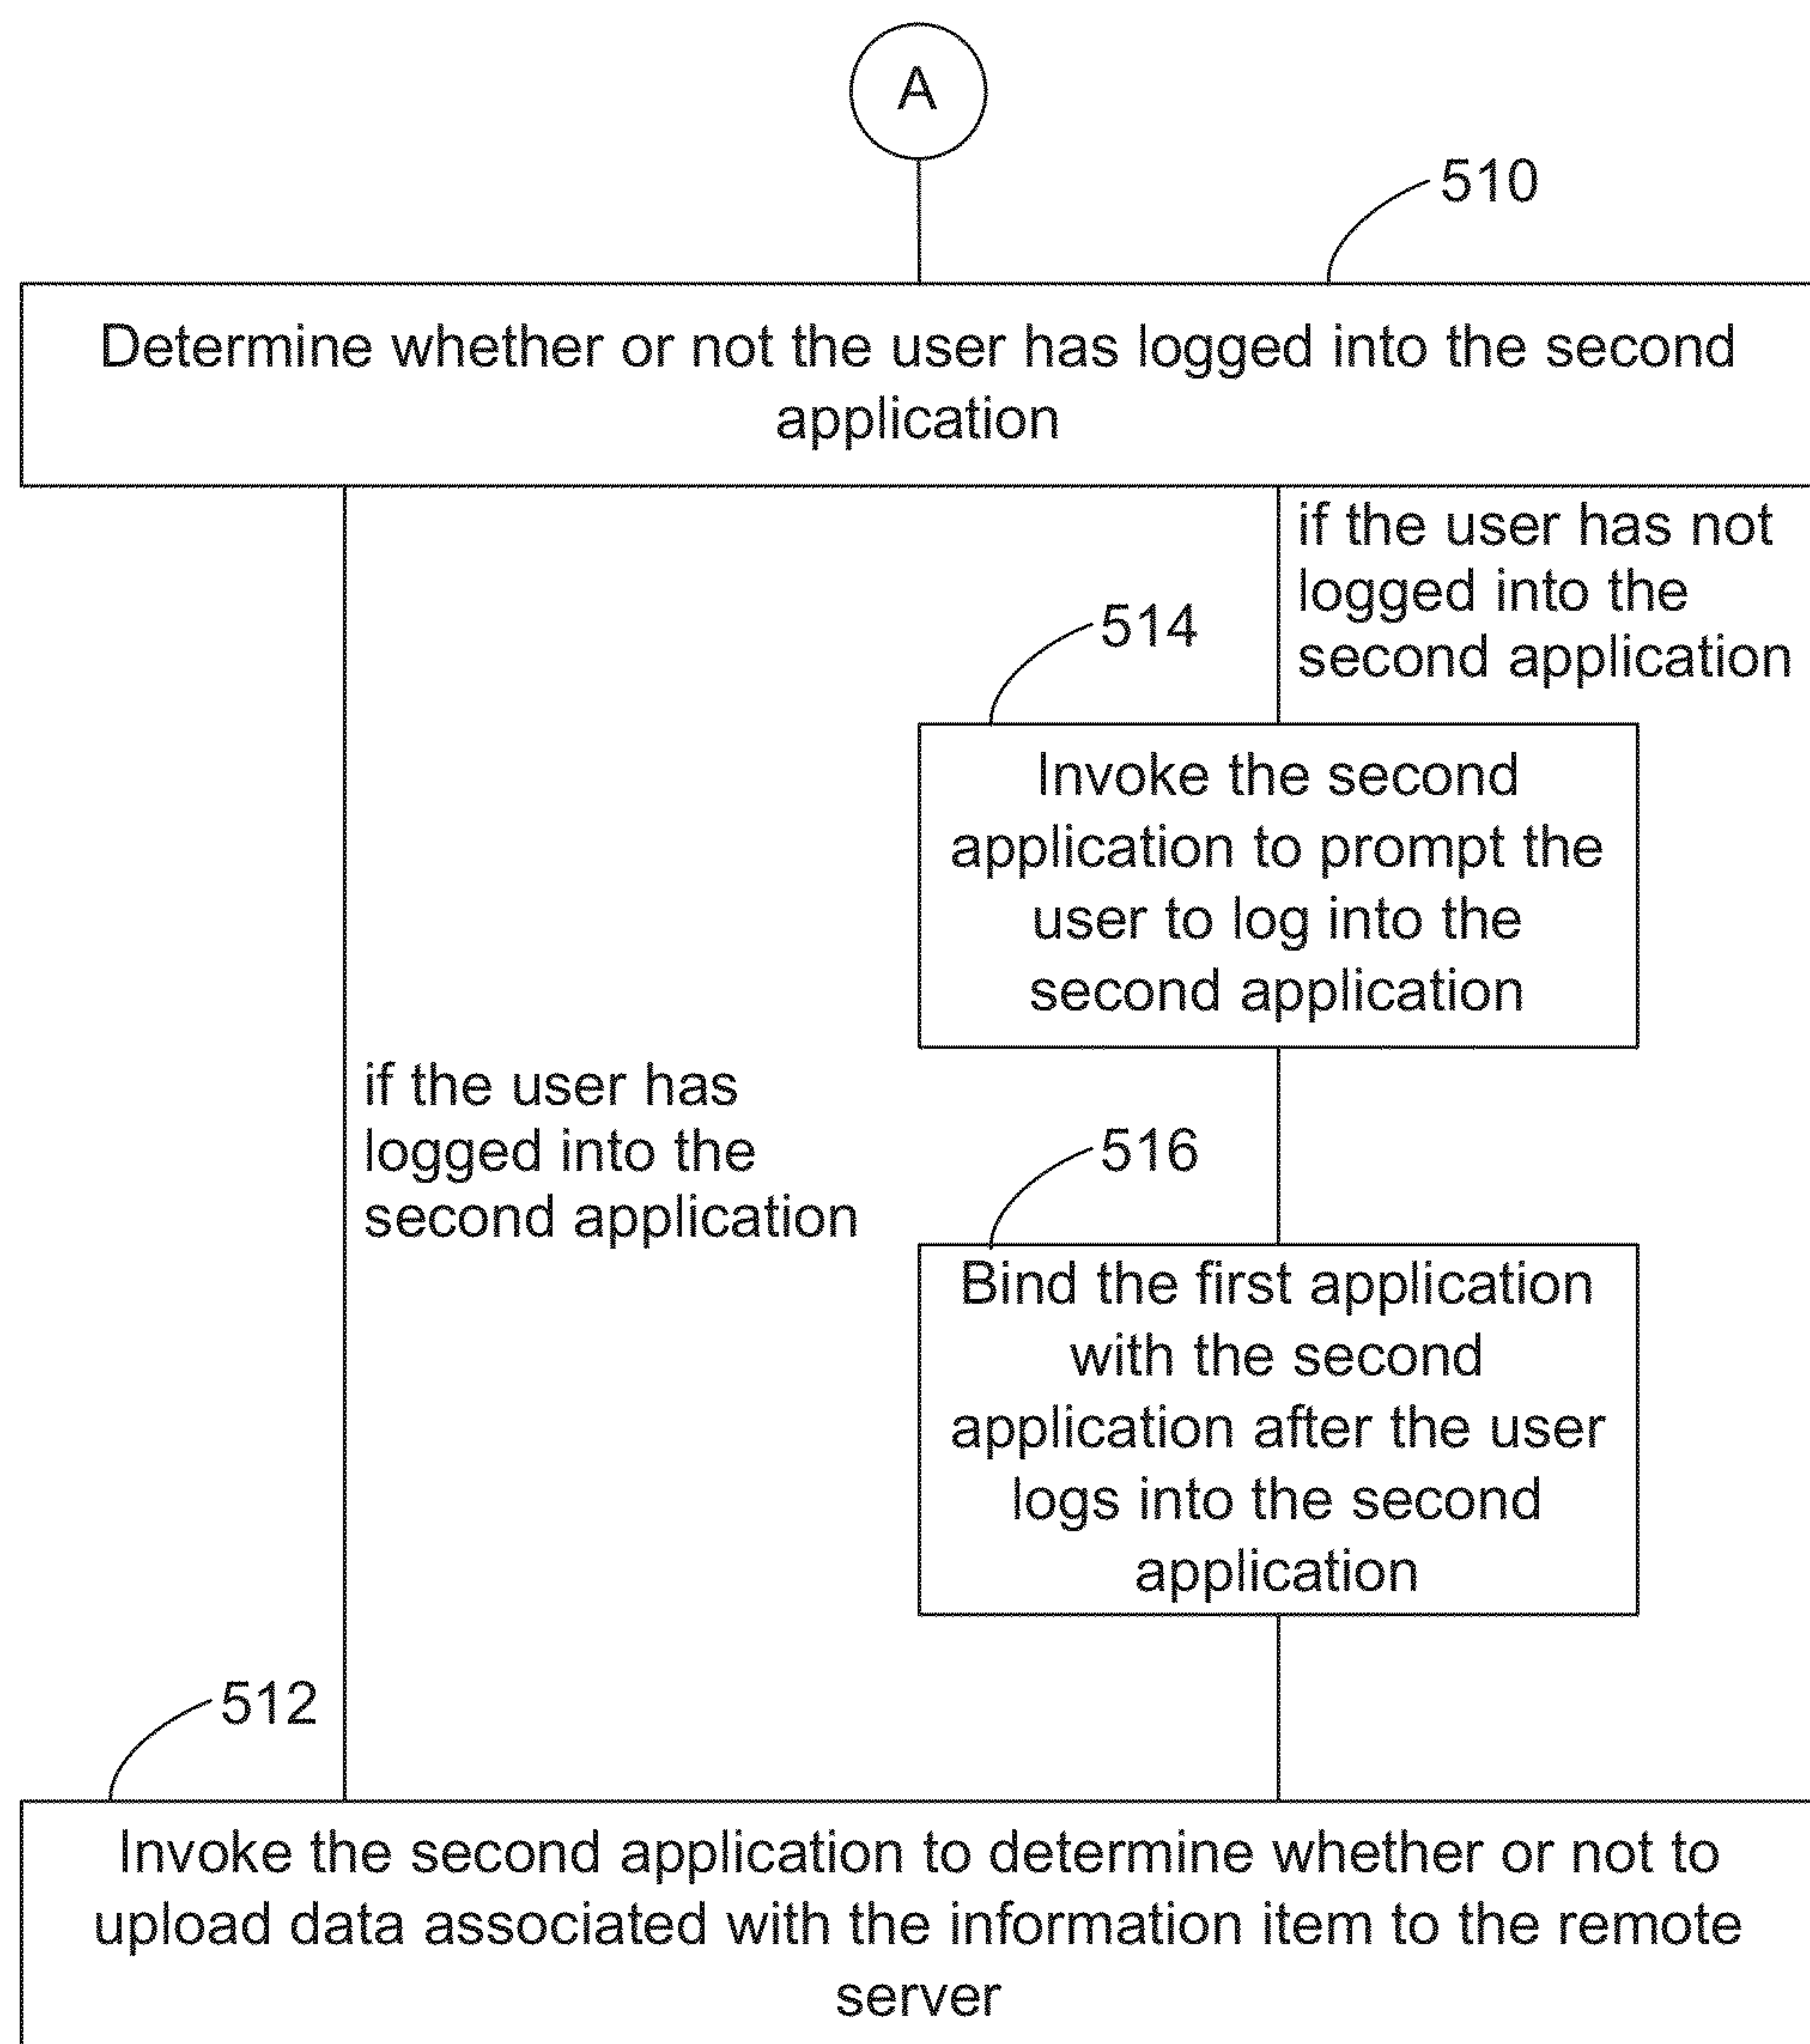 A
510
Determine whether or not the user has logged into the second
application
if the user has not
logged into the
second application
514
Invoke the second
application to prompt the
user to log into the
second application
if the user has
logged into the
second application
516
Bind the first application
with the second
application after the user
logs into the second
application
512
Invoke the second application to determine whether or not to
upload data associated with the information item to the remote
server